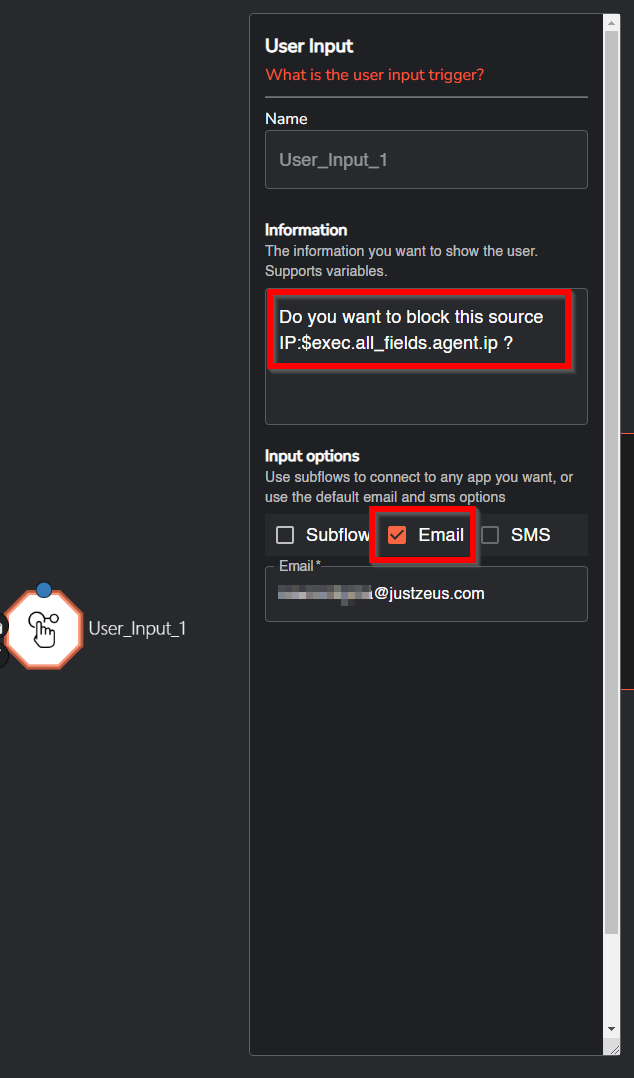 User Input
What is the user input trigger?
Name
User_Input_1
Information
The information you want to show the user.
Supports variables.
Do you want to block this source
IP:$exec.all_fields.agent.ip ?
Input options
Use subflows to connect to any app you want, or
use the default email and sms options
Subflow
Email
SMS
Email *
@justzeus.com
User_Input_1